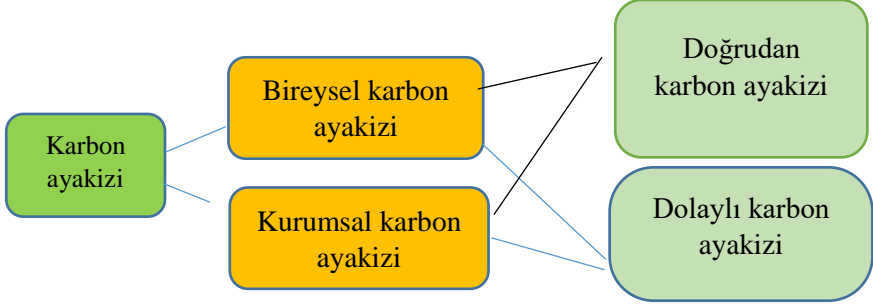 Karbon
ayakizi
Bireysel karbon
ayakizi
Kurumsal karbon
ayakizi
Doğrudan
karbon ayakizi
Dolaylı karbon
ayakizi